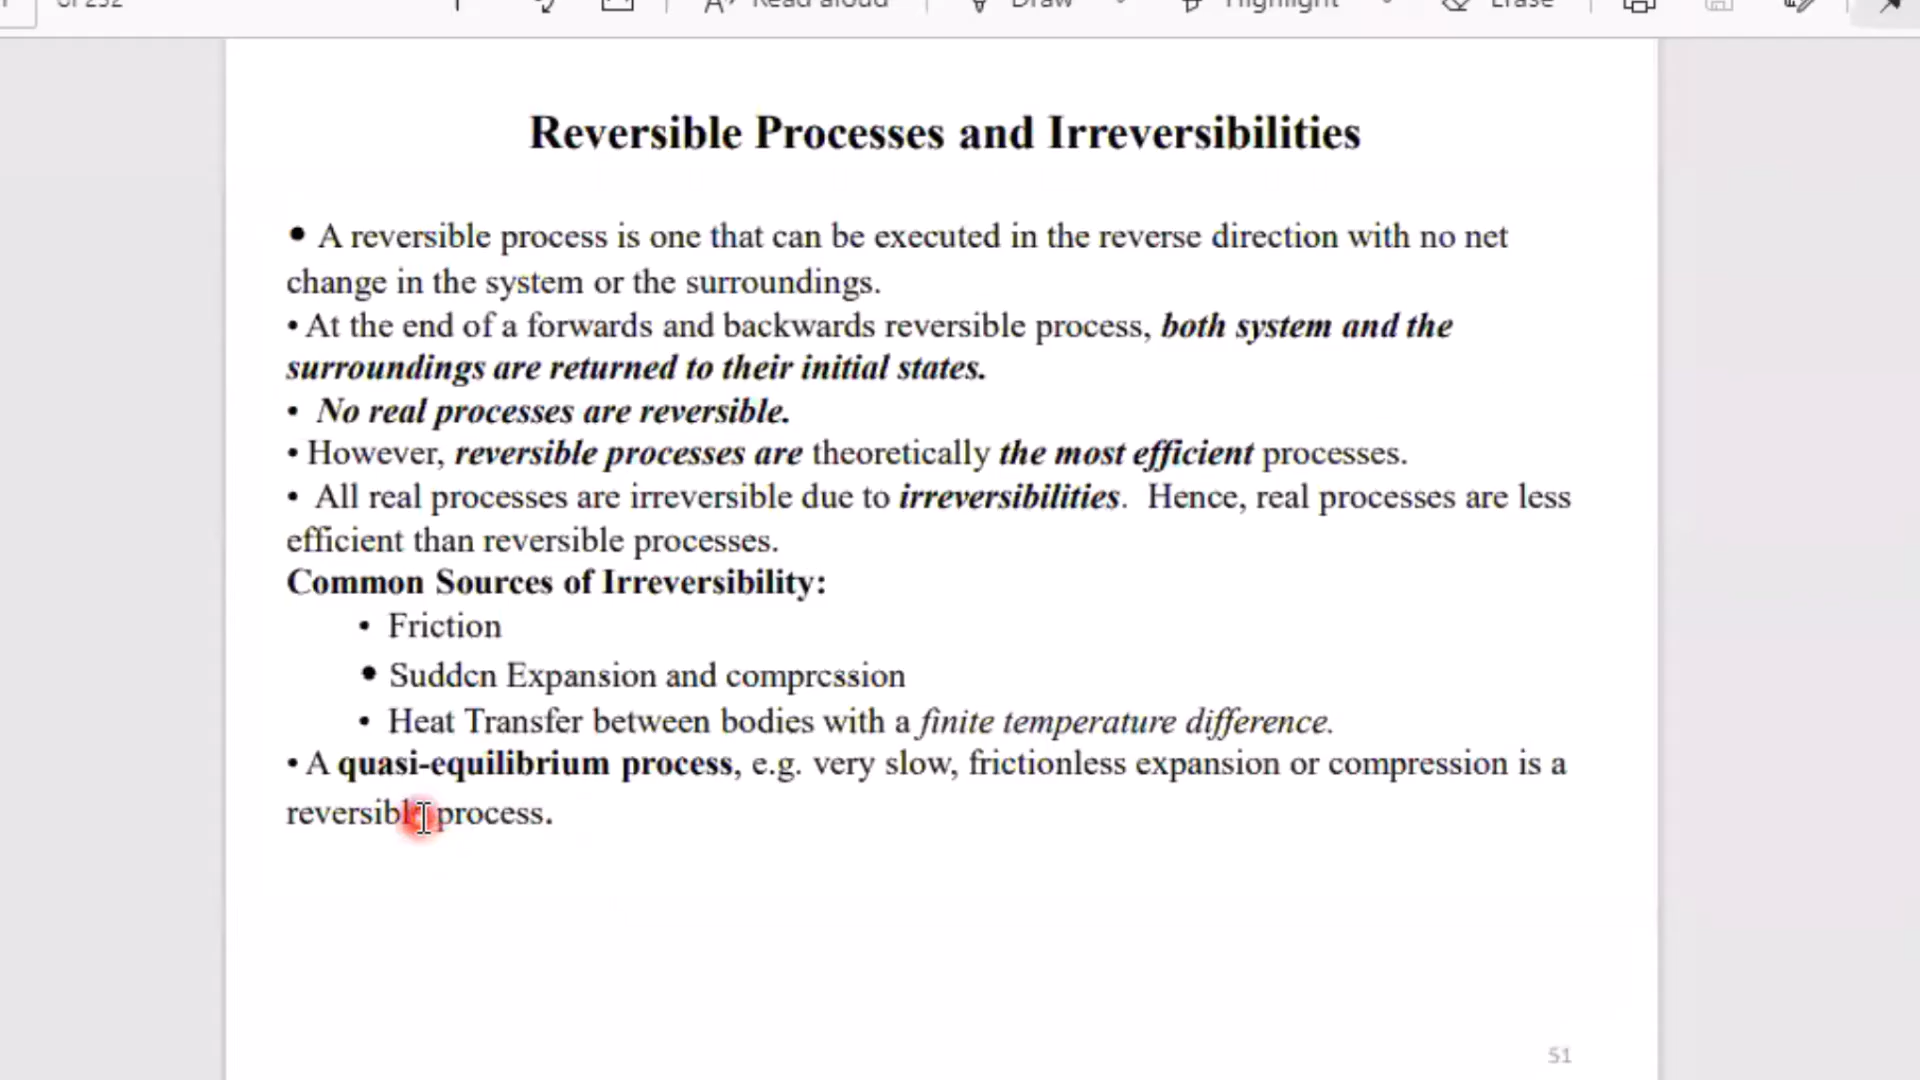 of 232
Read aloud
Draw
Highlight
Erase
Reversible Processes and Irreversibilities
• A reversible process is one that can be executed in the reverse direction with no net
change in the system or the surroundings.
• At the end of a forwards and backwards reversible process, both system and the
surroundings are returned to their initial states.
• No real processes are reversible.
• However, reversible processes are theoretically the most efficient processes.
• All real processes are irreversible due to irreversibilities. Hence, real processes are less
efficient than reversible processes.
Common Sources of Irreversibility:
• Friction
• Sudden Expansion and compression
• Heat Transfer between bodies with a finite temperature difference.
• A quasi-equilibrium process, e.g. very slow, frictionless expansion or compression is a
reversible process.
51